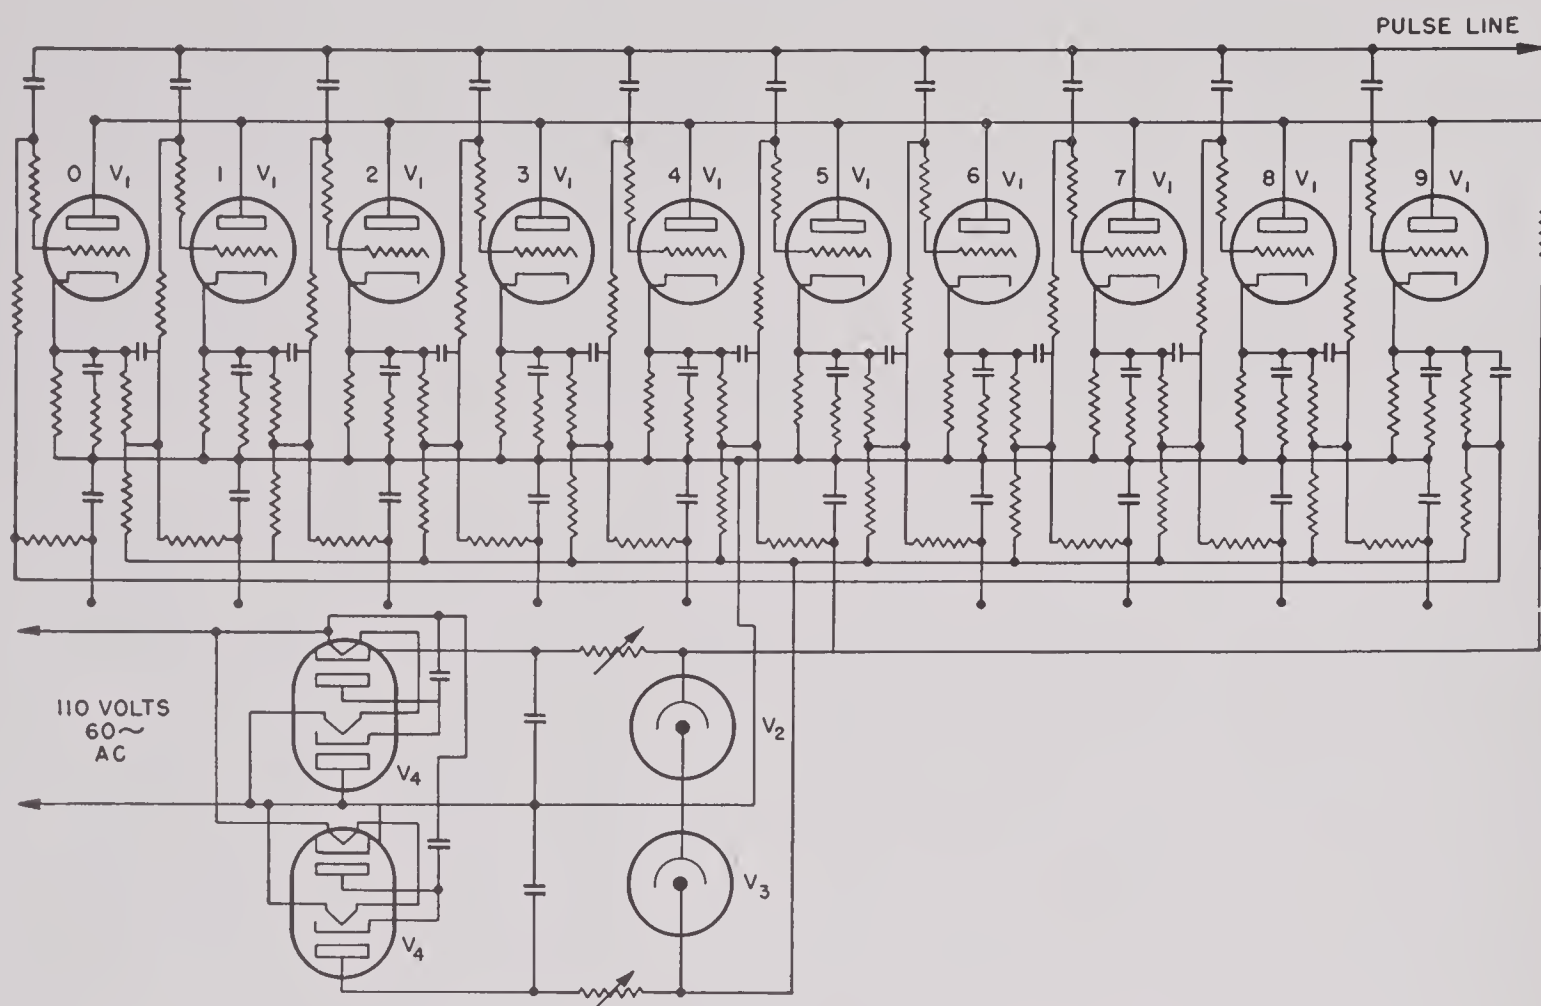 PULSE LINE
0 V₁ 1 V₁ 2 V₁ 3 V₁ 4 V₁ 5 V₁ 6 V₁ 7 V₁ 8 V₁ 9 V₁
110 VOLTS
60~
AC
V₄
V₂
V₄
V₃